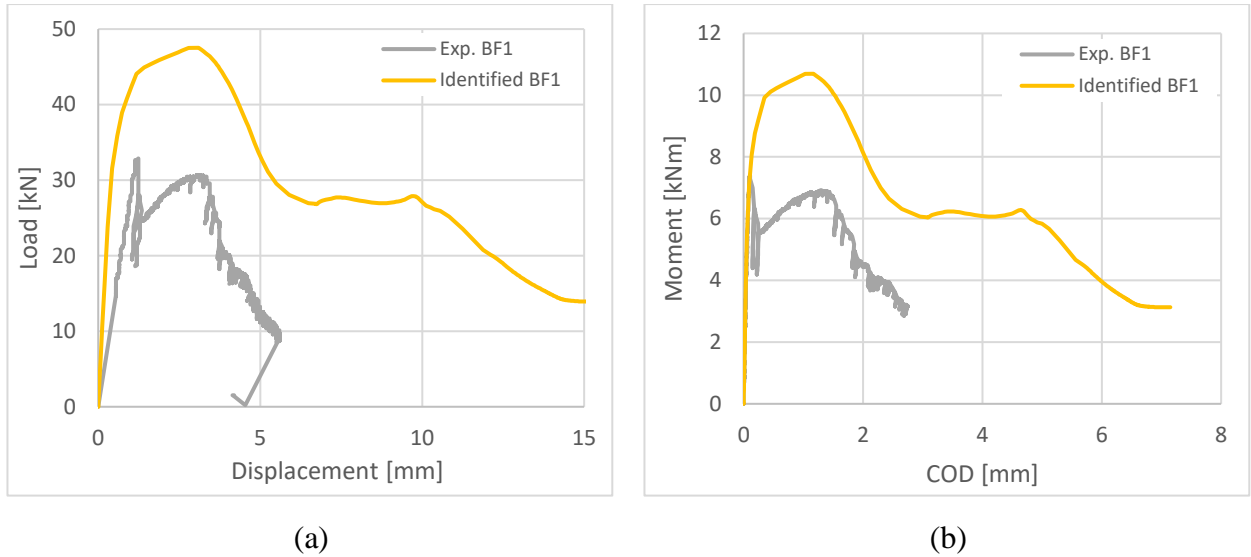 50
40
30
20
10
0
0
5
10
15
Load [kN]
Displacement [mm]
Exp. BF1
Identified BF1
(a)
12
10
8
6
4
2
0
0
2
4
6
8
Moment [kNm]
COD [mm]
Exp. BF1
Identified BF1
(b)